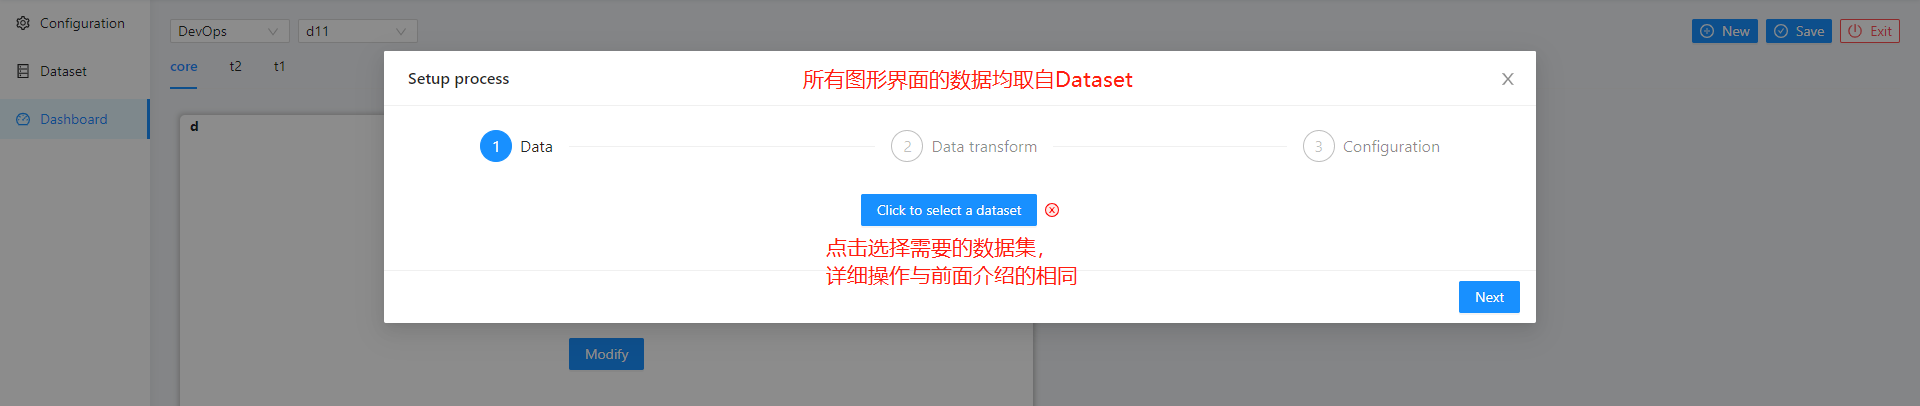 Configuration
Dataset
Dashboard
DevOps
d11
New
Save
Exit
core
t2
t1
d
Setup process
所有图形界面的数据均取自Dataset
1 Data
2 Data transform
3 Configuration
Click to select a dataset
点击选择需要的数据集，
详细操作与前面介绍的相同
Next
Modify